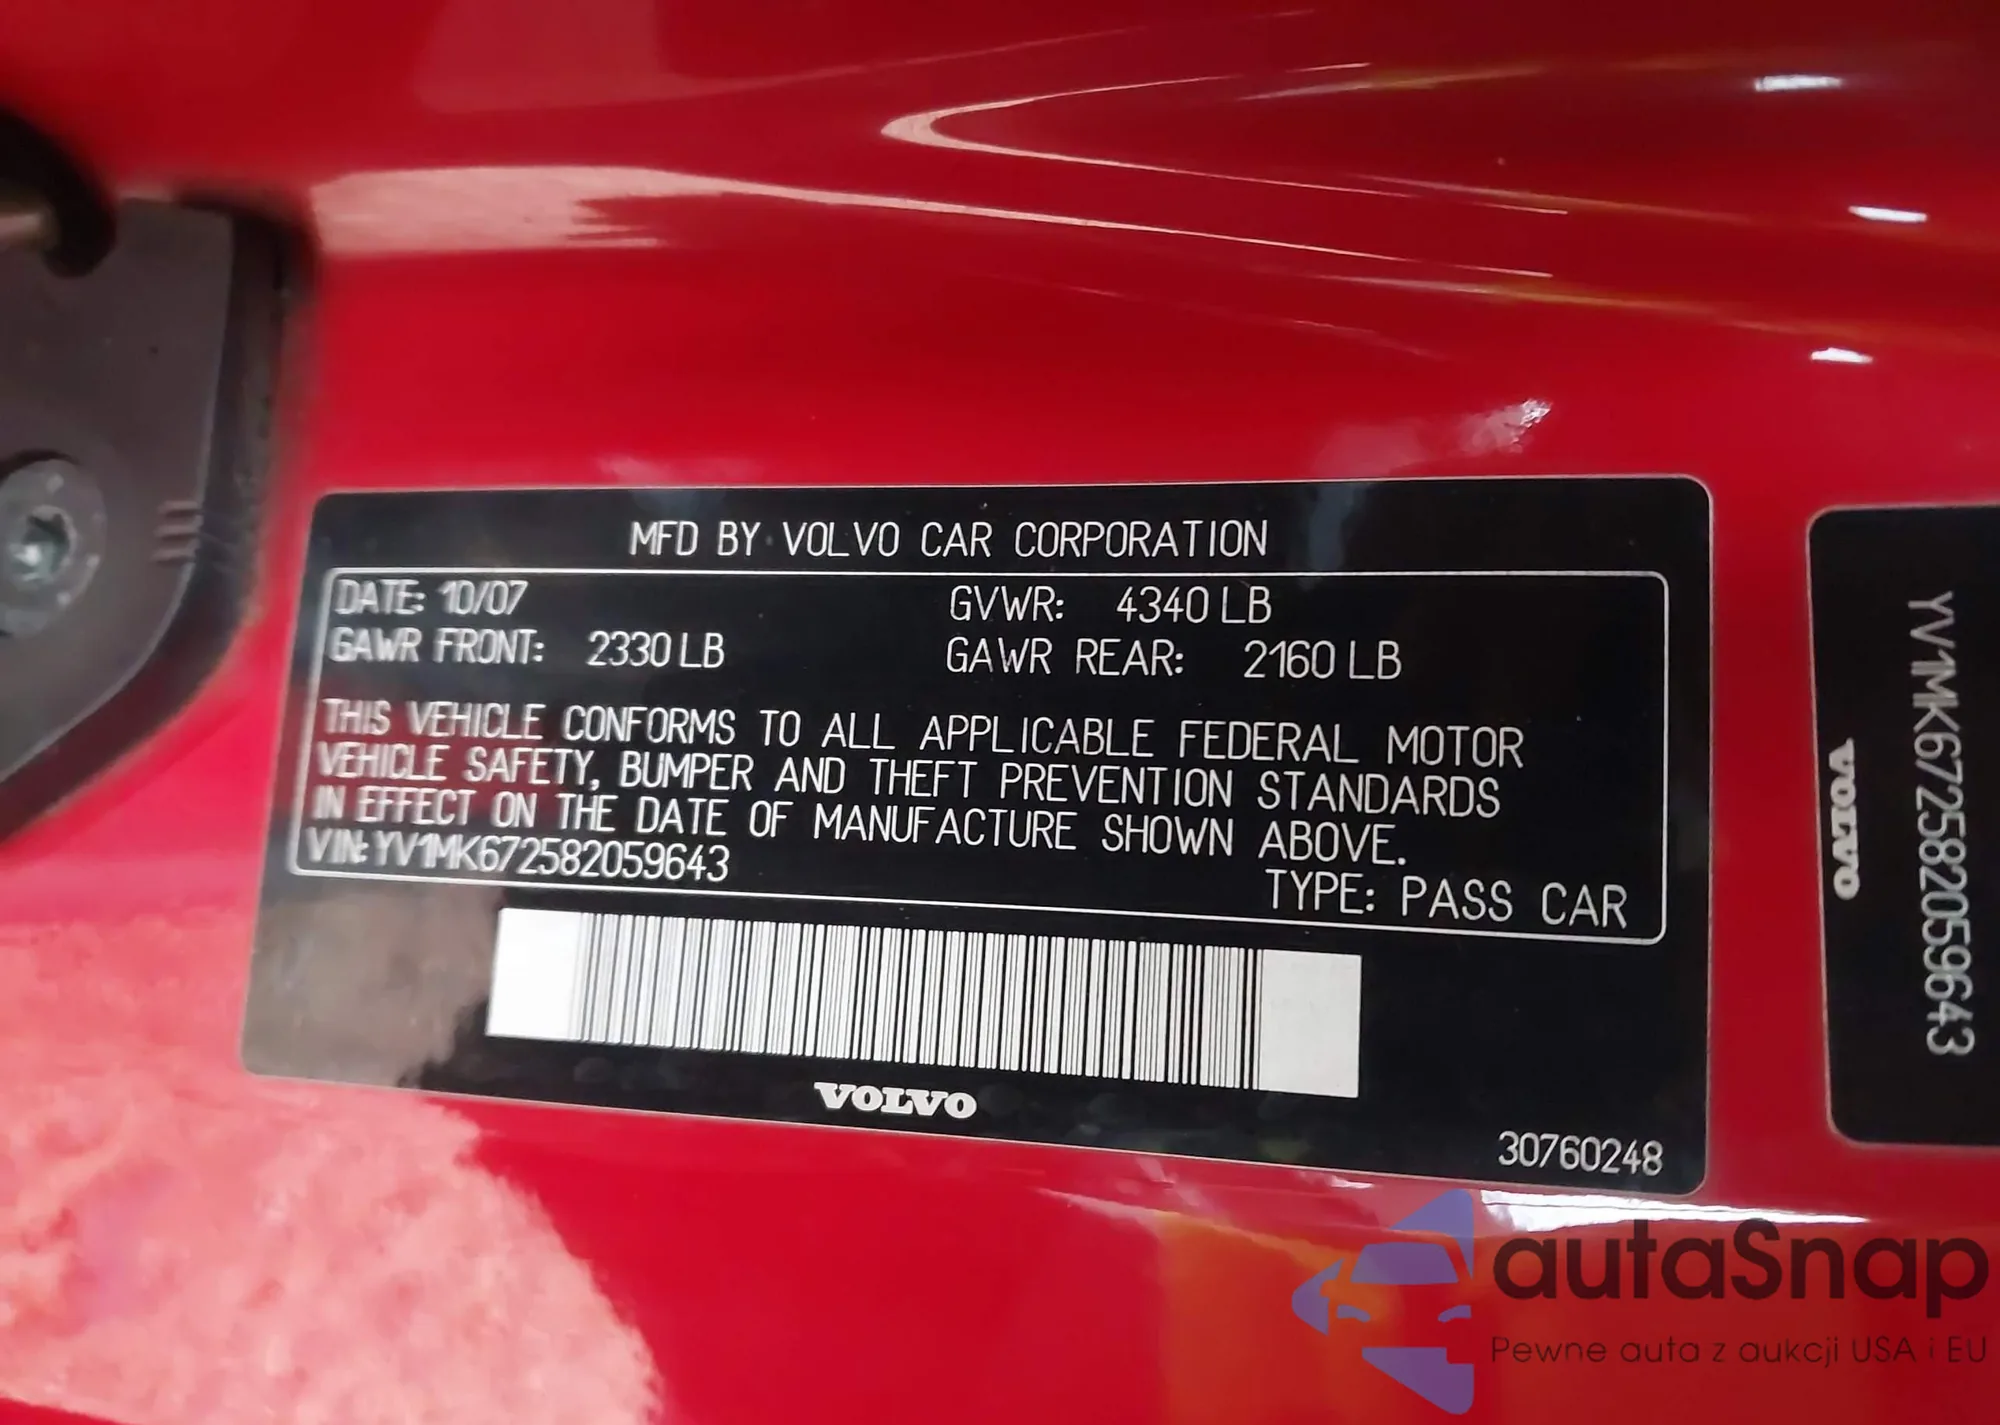 MFD BY VOLVO CAR CORPORATION
DATE: 10/07
GVWR: 4340 LB
GAWR FRONT: 2330 LB
GAWR REAR: 2160 LB
THIS VEHICLE CONFORMS TO ALL APPLICABLE FEDERAL MOTOR
VEHICLE SAFETY, BUMPER AND THEFT PREVENTION STANDARDS
IN EFFECT ON THE DATE OF MANUFACTURE SHOWN ABOVE.
VIN: YV1MK672582059643
TYPE: PASS CAR
VOLVO
30760248
YV1MK672582059643
VOLVO
autaSnap
Pewne auta z aukcji USA i EU